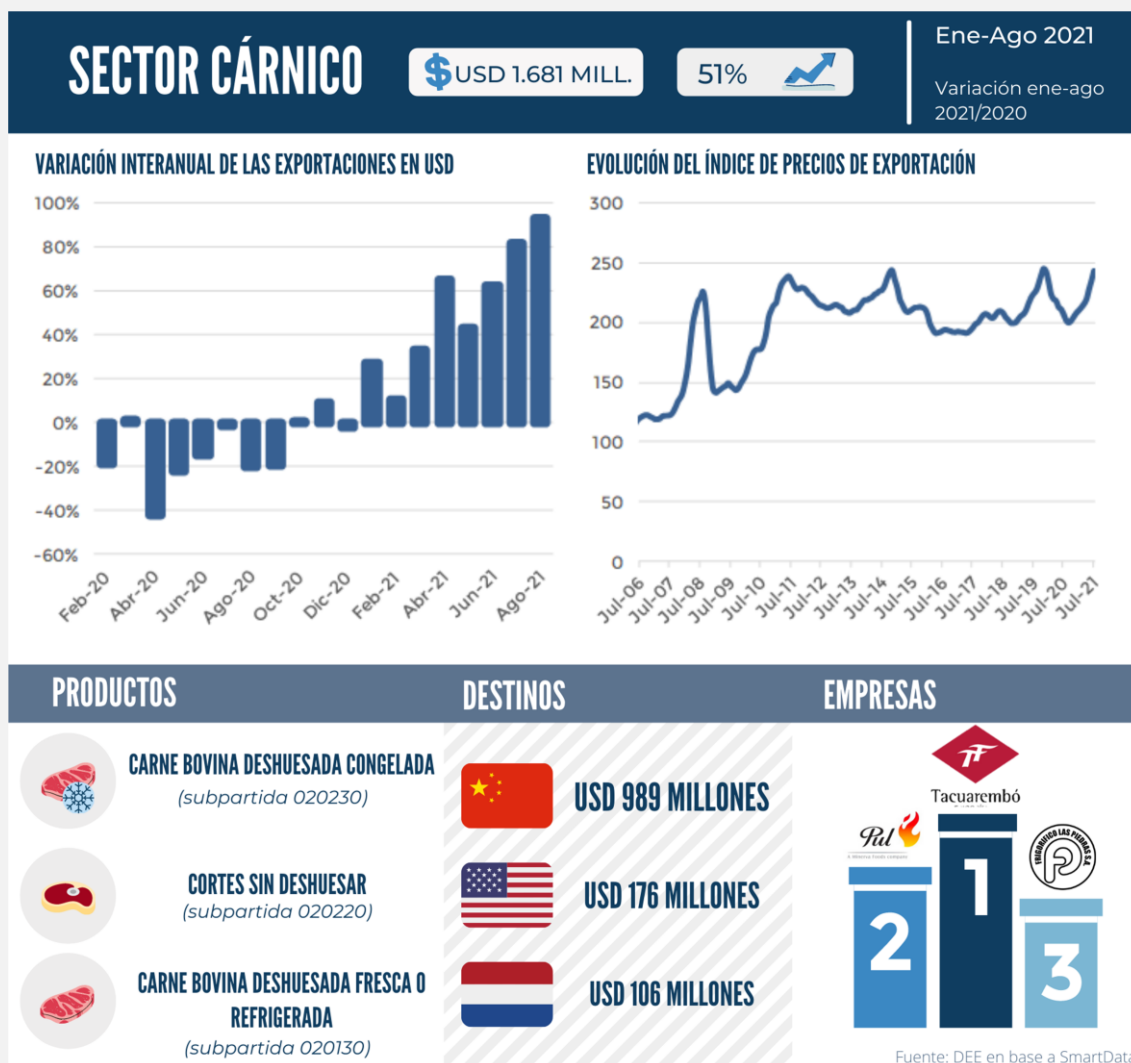 SECTOR CÁRNICO
$USD 1.681 MILL.
51%
Ene-Ago 2021
Variación ene-ago
2021/2020
VARIACIÓN INTERANUAL DE LAS EXPORTACIONES EN USD
100%
80%
60%
40%
20%
0%
-20%
-40%
-60%
Feb-20
Abr-20
Jun-20
Ago-20
Oct-20
Dic-20
Feb-21
Abr-21
Jun-21
Ago-21
EVOLUCIÓN DEL ÍNDICE DE PRECIOS DE EXPORTACIÓN
300
250
200
150
100
50
0
Jul-06
Jul-07
Jul-08
Jul-09
Jul-10
Jul-11
Jul-12
Jul-13
Jul-14
Jul-15
Jul-16
Jul-17
Jul-18
Jul-19
Jul-20
Jul-21
PRODUCTOS
CARNE BOVINA DESHUESADA CONGELADA
(subpartida 020230)
CORTES SIN DESHUESAR
(subpartida 020220)
CARNE BOVINA DESHUESADA FRESCA O
REFRIGERADA
(subpartida 020130)
DESTINOS
USD 989 MILLONES
USD 176 MILLONES
USD 106 MILLONES
EMPRESAS
Tacuarembó
Pul
A Minerva Foods company
FRIGORIFICO LAS PIEDRAS S.A.
P
1
2
3
Fuente: DEE en base a SmartData